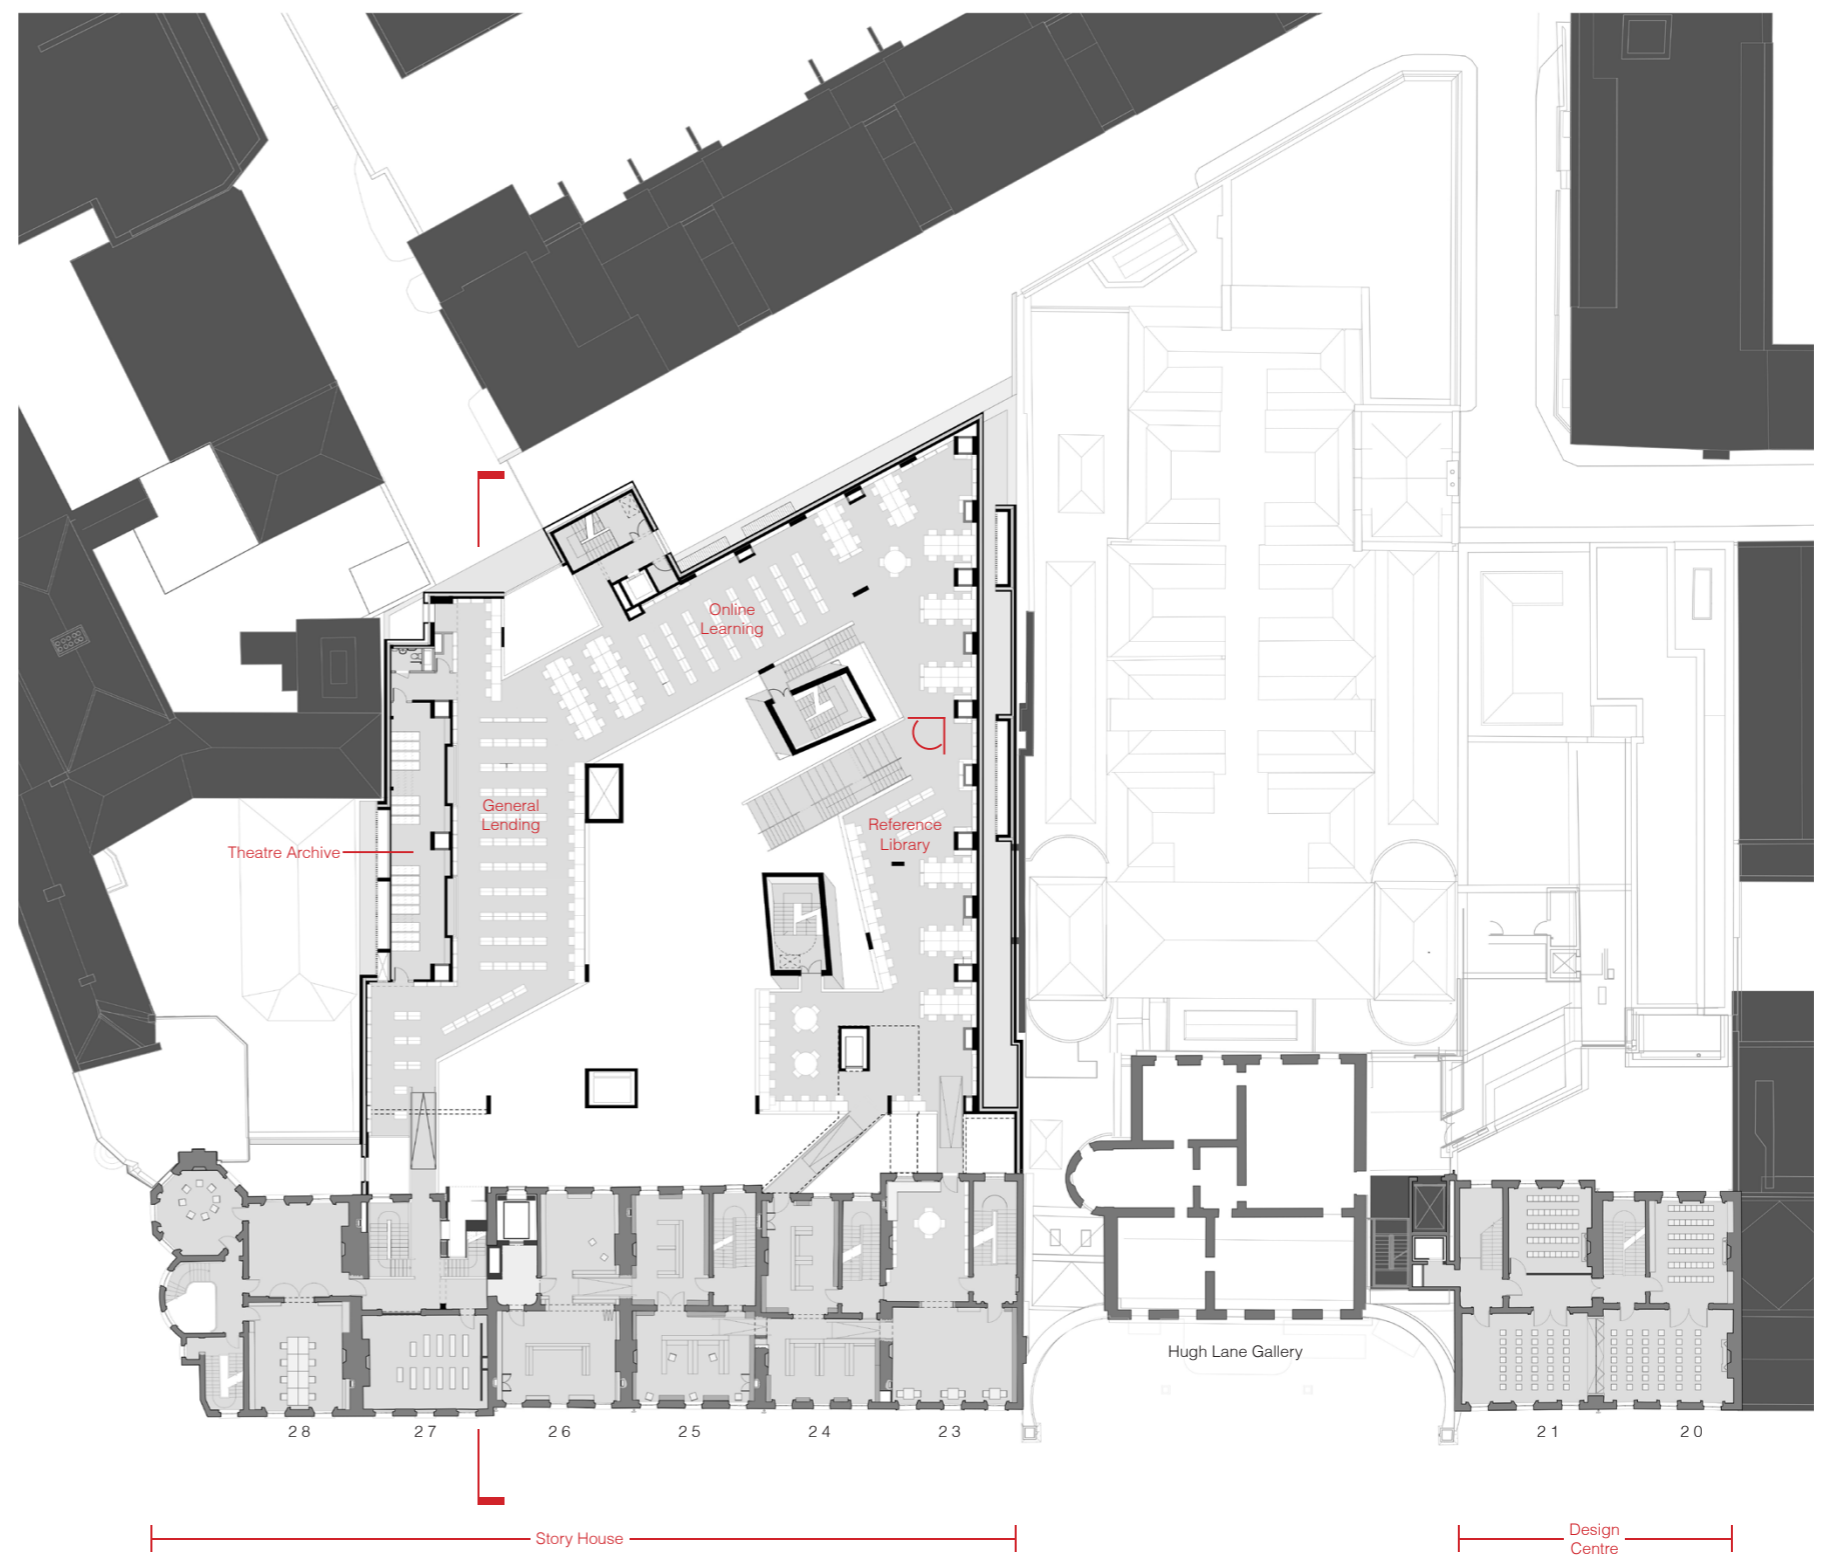 Online
Learning
General
Lending
Reference
Library
Theatre Archive
Hugh Lane Gallery
28
27
26
25
24
23
21
20
Story House
Design
Centre